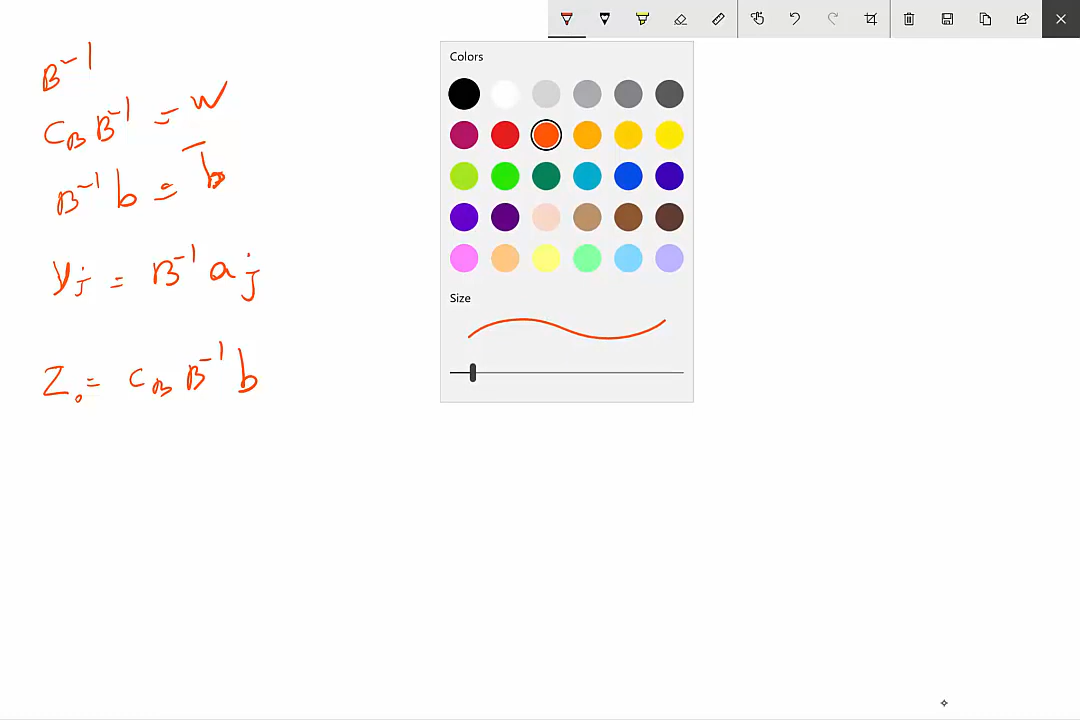 B⁻¹
C_B B⁻¹ = w
B⁻¹ b = b̅
y_j = B⁻¹ a_j
Z₀ = C_B B⁻¹ b
Colors
Size